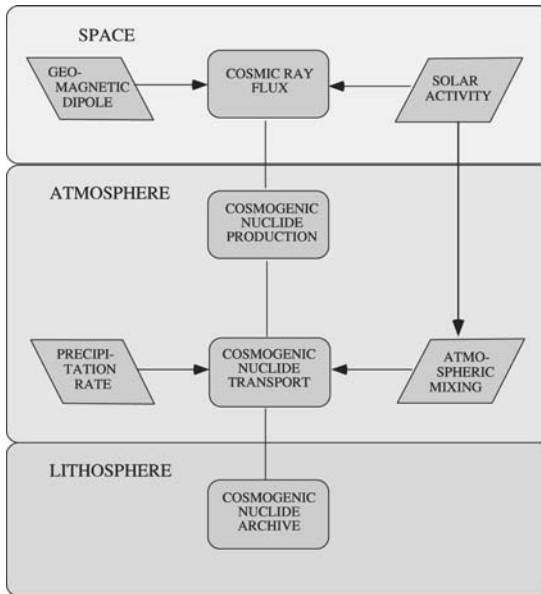 SPACE
GEO-
MAGNETIC
DIPOLE
COSMIC RAY
FLUX
SOLAR
ACTIVITY
ATMOSPHERE
COSMOGENIC
NUCLIDE
PRODUCTION
PRECIPI-
TATION
RATE
COSMOGENIC
NUCLIDE
TRANSPORT
ATMO-
SPHERIC
MIXING
LITHOSPHERE
COSMOGENIC
NUCLIDE
ARCHIVE